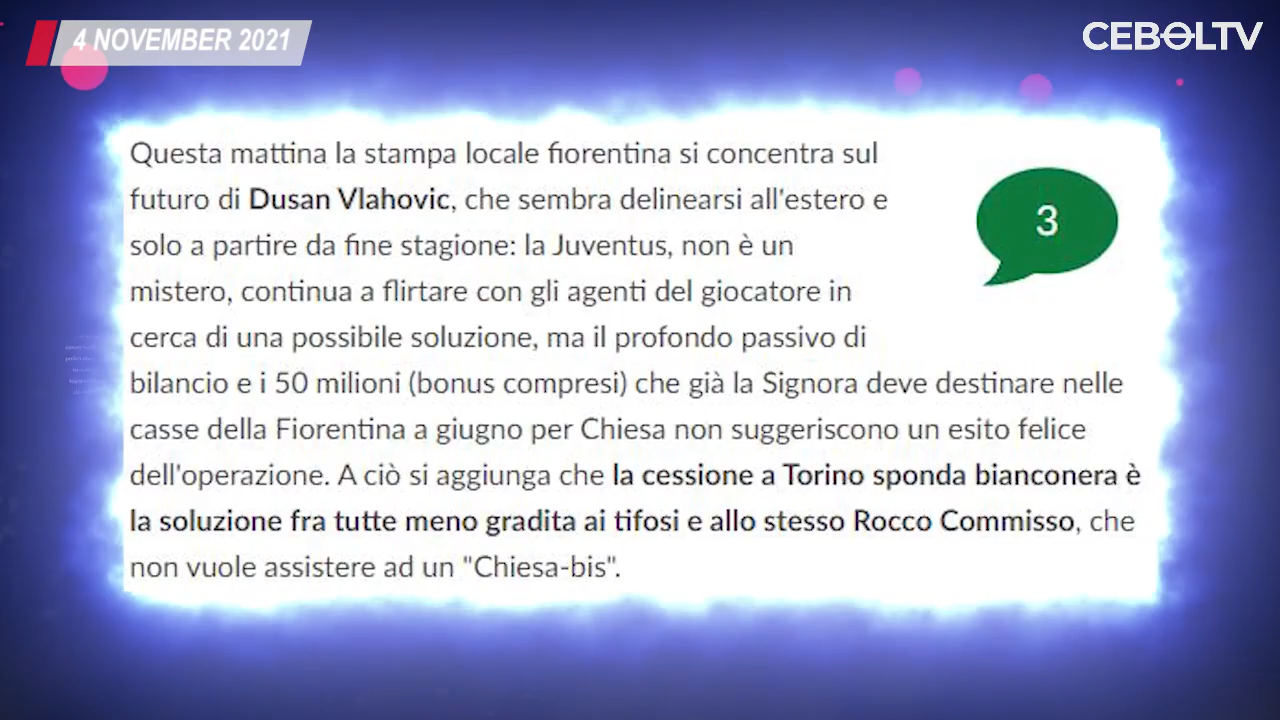 4 NOVEMBER 2021
CEBOLTV
Questa mattina la stampa locale fiorentina si concentra sul
futuro di Dusan Vlahovic, che sembra delinearsi all'estero e
solo a partire da fine stagione: la Juventus, non è un
mistero, continua a flirtare con gli agenti del giocatore in
cerca di una possibile soluzione, ma il profondo passivo di
bilancio e i 50 milioni (bonus compresi) che già la Signora deve destinare nelle
casse della Fiorentina a giugno per Chiesa non suggeriscono un esito felice
dell'operazione. A ciò si aggiunga che la cessione a Torino sponda bianconera è
la soluzione fra tutte meno gradita ai tifosi e allo stesso Rocco Commisso, che
non vuole assistere ad un "Chiesa-bis".
3